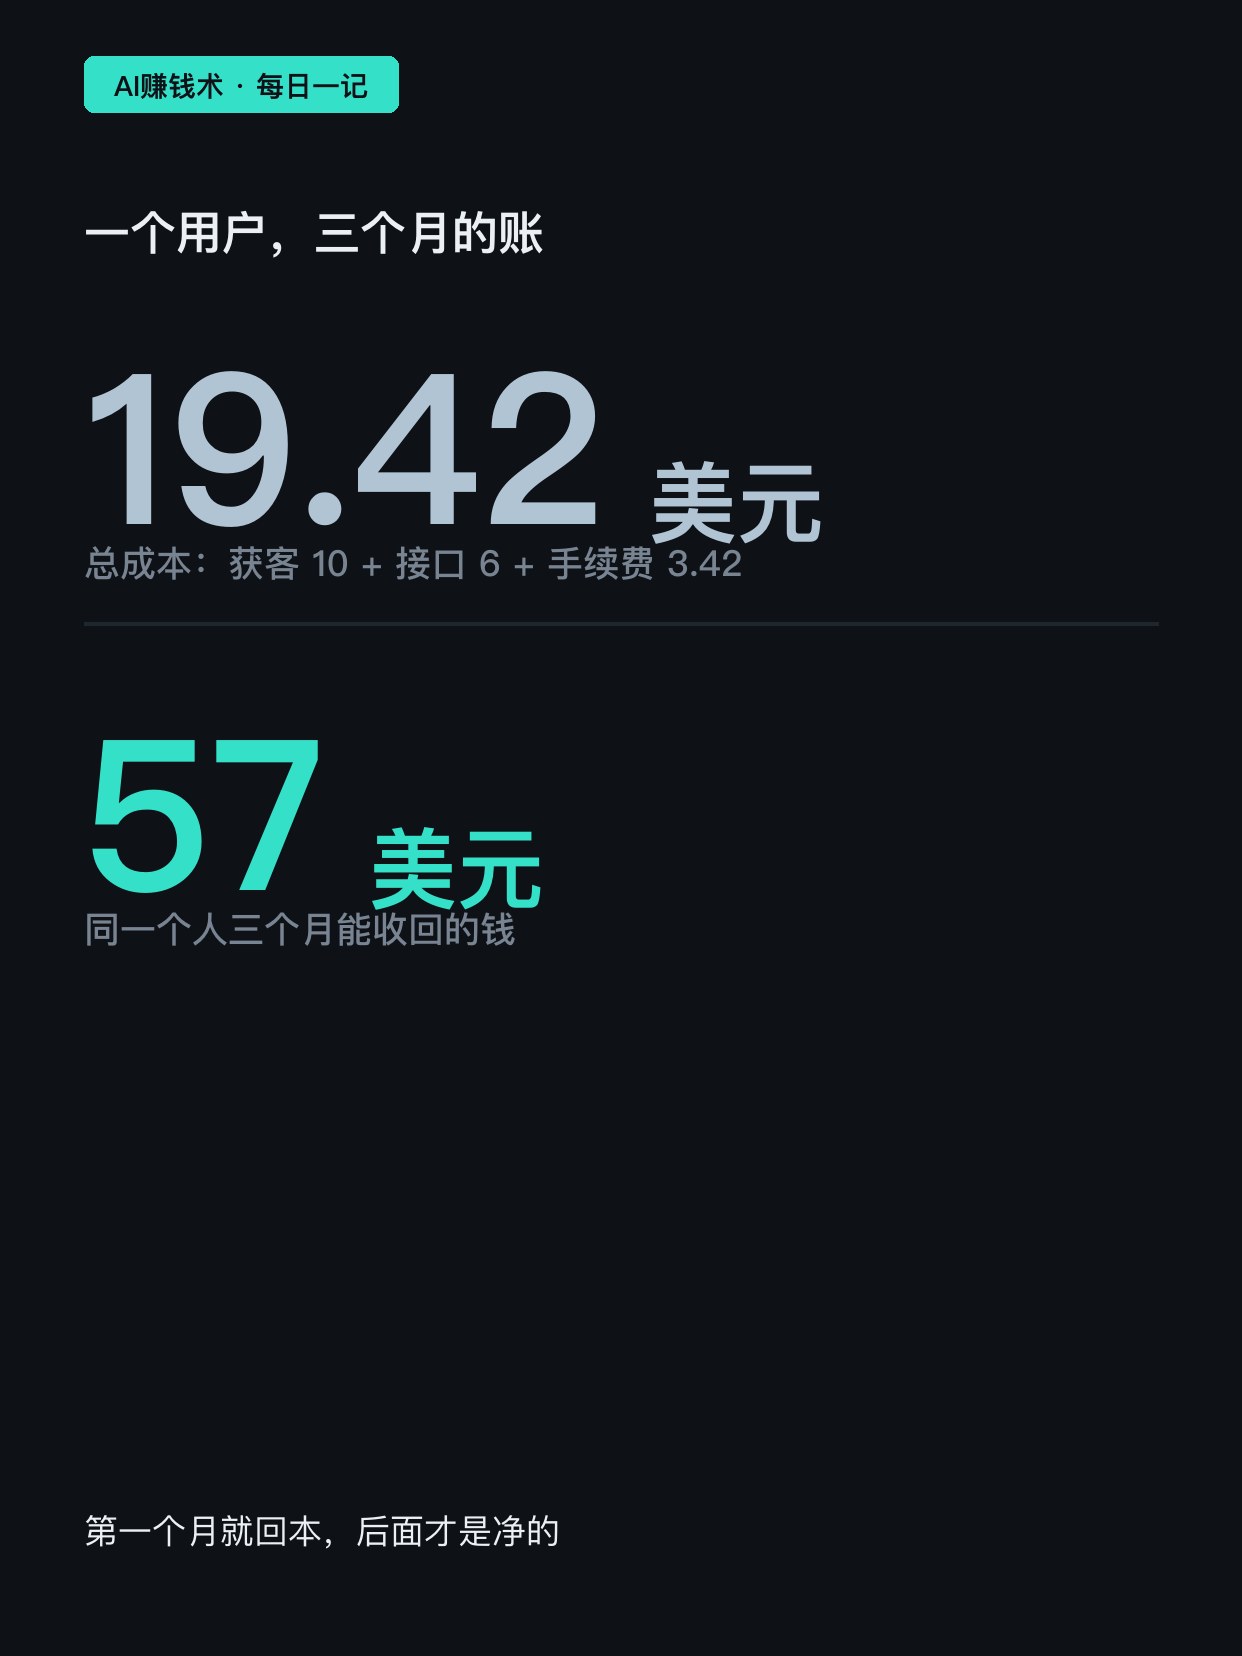 AI赚钱术 · 每日一记
一个用户，三个月的账
19.42 美元
总成本：获客 10 + 接口 6 + 手续费 3.42
57 美元
同一个人三个月能收回的钱
第一个月就回本，后面才是净的